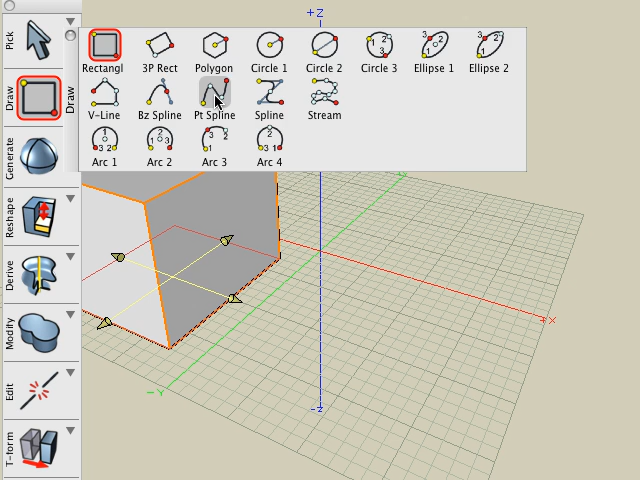 +Z
Pick
Draw
Draw
Rectangl 3P Rect Polygon Circle 1 Circle 2 Circle 3 Ellipse 1 Ellipse 2
V-Line Bz Spline Pt Spline Spline Stream
Arc 1 Arc 2 Arc 3 Arc 4
Generate
Reshape
Derive
Modify
Edit
T-form
+X
-Y
-Z